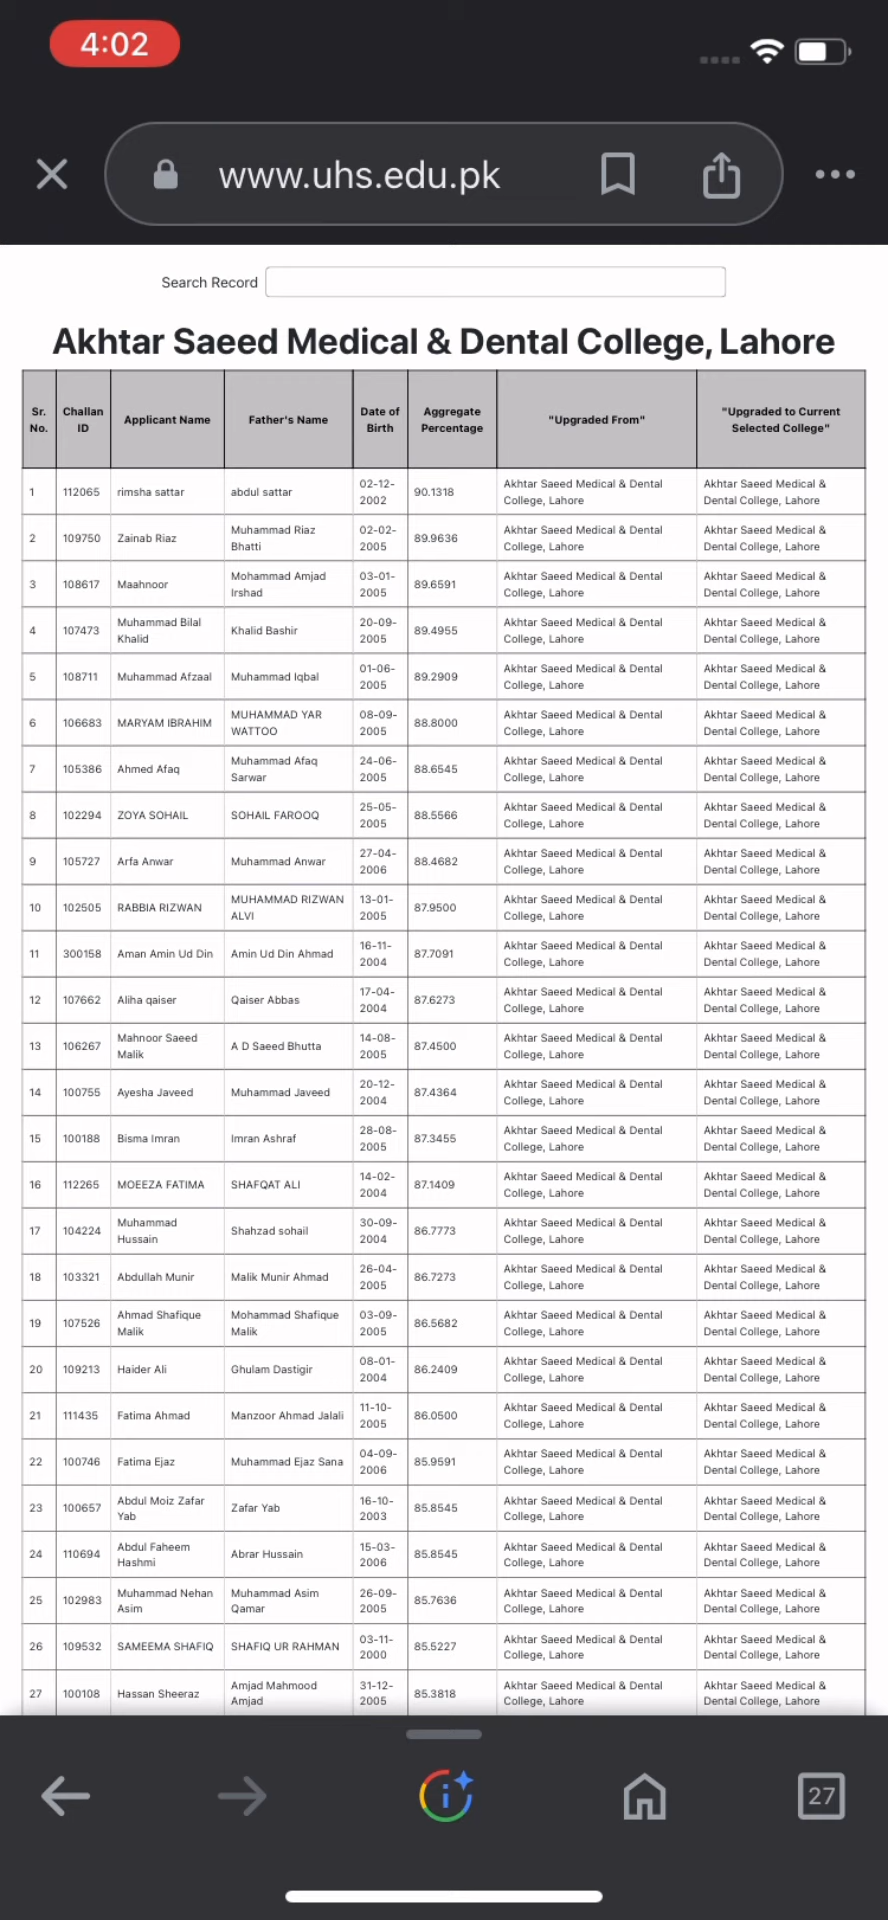 4:02
www.uhs.edu.pk
Search Record
Akhtar Saeed Medical & Dental College, Lahore
Sr. No. Challan ID Applicant Name Father's Name Date of Birth Aggregate Percentage "Upgraded From" "Upgraded to Current Selected College"
1 112065 rimsha sattar abdul sattar 02-12-2002 90.1318 Akhtar Saeed Medical & Dental College, Lahore Akhtar Saeed Medical & Dental College, Lahore
2 109750 Zainab Riaz Muhammad Riaz Bhatti 02-02-2005 89.9636 Akhtar Saeed Medical & Dental College, Lahore Akhtar Saeed Medical & Dental College, Lahore
3 108617 Maahnoor Mohammad Amjad Irshad 03-01-2005 89.6591 Akhtar Saeed Medical & Dental College, Lahore Akhtar Saeed Medical & Dental College, Lahore
4 107473 Muhammad Bilal Khalid Khalid Bashir 20-09-2005 89.4955 Akhtar Saeed Medical & Dental College, Lahore Akhtar Saeed Medical & Dental College, Lahore
5 108711 Muhammad Afzaal Muhammad Iqbal 01-06-2005 89.2909 Akhtar Saeed Medical & Dental College, Lahore Akhtar Saeed Medical & Dental College, Lahore
6 106683 MARYAM IBRAHIM MUHAMMAD YAR WATTOO 08-09-2005 88.8000 Akhtar Saeed Medical & Dental College, Lahore Akhtar Saeed Medical & Dental College, Lahore
7 105386 Ahmed Afaq Muhammad Afaq Sarwar 24-06-2005 88.6545 Akhtar Saeed Medical & Dental College, Lahore Akhtar Saeed Medical & Dental College, Lahore
8 102294 ZOYA SOHAIL SOHAIL FAROOQ 25-05-2005 88.5566 Akhtar Saeed Medical & Dental College, Lahore Akhtar Saeed Medical & Dental College, Lahore
9 105727 Arfa Anwar Muhammad Anwar 27-04-2006 88.4682 Akhtar Saeed Medical & Dental College, Lahore Akhtar Saeed Medical & Dental College, Lahore
10 102505 RABBIA RIZWAN MUHAMMAD RIZWAN ALVI 13-01-2005 87.9500 Akhtar Saeed Medical & Dental College, Lahore Akhtar Saeed Medical & Dental College, Lahore
11 300158 Aman Amin Ud Din Amin Ud Din Ahmad 16-11-2004 87.7091 Akhtar Saeed Medical & Dental College, Lahore Akhtar Saeed Medical & Dental College, Lahore
12 107662 Aliha qaiser Qaiser Abbas 17-04-2004 87.6273 Akhtar Saeed Medical & Dental College, Lahore Akhtar Saeed Medical & Dental College, Lahore
13 106267 Mahnoor Saeed Malik A D Saeed Bhutta 14-08-2005 87.4500 Akhtar Saeed Medical & Dental College, Lahore Akhtar Saeed Medical & Dental College, Lahore
14 100755 Ayesha Javeed Muhammad Javeed 20-12-2004 87.4364 Akhtar Saeed Medical & Dental College, Lahore Akhtar Saeed Medical & Dental College, Lahore
15 100188 Bisma Imran Imran Ashraf 28-08-2005 87.3455 Akhtar Saeed Medical & Dental College, Lahore Akhtar Saeed Medical & Dental College, Lahore
16 112265 MOEEZA FATIMA SHAFQAT ALI 14-02-2004 87.1409 Akhtar Saeed Medical & Dental College, Lahore Akhtar Saeed Medical & Dental College, Lahore
17 104224 Muhammad Hussain Shahzad sohail 30-09-2004 86.7773 Akhtar Saeed Medical & Dental College, Lahore Akhtar Saeed Medical & Dental College, Lahore
18 103321 Abdullah Munir Malik Munir Ahmad 26-04-2005 86.7273 Akhtar Saeed Medical & Dental College, Lahore Akhtar Saeed Medical & Dental College, Lahore
19 107526 Ahmad Shafique Malik Mohammad Shafique Malik 03-09-2005 86.5682 Akhtar Saeed Medical & Dental College, Lahore Akhtar Saeed Medical & Dental College, Lahore
20 109213 Haider Ali Ghulam Dastigir 08-01-2004 86.2409 Akhtar Saeed Medical & Dental College, Lahore Akhtar Saeed Medical & Dental College, Lahore
21 111435 Fatima Ahmad Manzoor Ahmad Jalali 11-10-2005 86.0500 Akhtar Saeed Medical & Dental College, Lahore Akhtar Saeed Medical & Dental College, Lahore
22 100746 Fatima Ejaz Muhammad Ejaz Sana 04-09-2006 85.9591 Akhtar Saeed Medical & Dental College, Lahore Akhtar Saeed Medical & Dental College, Lahore
23 100657 Abdul Moiz Zafar Yab Zafar Yab 16-10-2003 85.8545 Akhtar Saeed Medical & Dental College, Lahore Akhtar Saeed Medical & Dental College, Lahore
24 110694 Abdul Faheem Hashmi Abrar Hussain 15-03-2006 85.8545 Akhtar Saeed Medical & Dental College, Lahore Akhtar Saeed Medical & Dental College, Lahore
25 102983 Muhammad Nehan Asim Muhammad Asim Qamar 26-09-2005 85.7636 Akhtar Saeed Medical & Dental College, Lahore Akhtar Saeed Medical & Dental College, Lahore
26 109532 SAMEEMA SHAFIQ SHAFIQ UR RAHMAN 03-11-2000 85.5227 Akhtar Saeed Medical & Dental College, Lahore Akhtar Saeed Medical & Dental College, Lahore
27 100108 Hassan Sheeraz Amjad Mahmood Amjad 31-12-2005 85.3818 Akhtar Saeed Medical & Dental College, Lahore Akhtar Saeed Medical & Dental College, Lahore
27